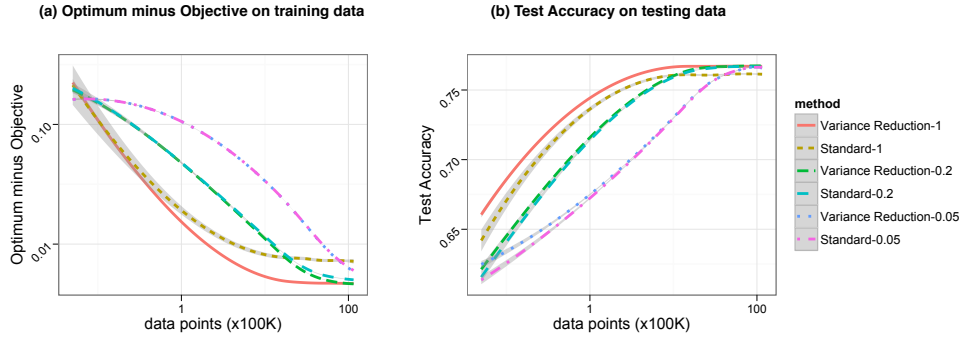 (a) Optimum minus Objective on training data
Optimum minus Objective
0.10
0.01
1
100
data points (x100K)
(b) Test Accuracy on testing data
Test Accuracy
0.75
0.70
0.65
1
100
data points (x100K)
method
Variance Reduction-1
Standard-1
Variance Reduction-0.2
Standard-0.2
Variance Reduction-0.05
Standard-0.05